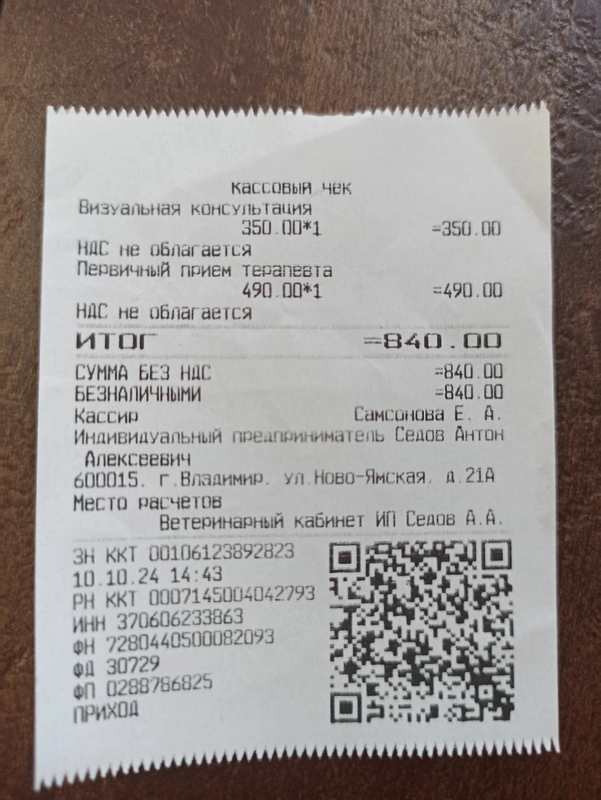 Кассовый чек
Визуальная консультация
350.00*1 =350.00
НДС не облагается
Первичный прием терапевта
490.00*1 =490.00
НДС не облагается
ИТОГ =840.00
СУММА БЕЗ НДС =840.00
БЕЗНАЛИЧНЫМИ =840.00
Кассир Самсонова Е. А.
Индивидуальный предприниматель Седов Антон
Алексеевич
600015. г.Владимир. ул.Ново-Ямская. д.21А
Место расчетов
Ветеринарный кабинет ИП Седов А.А.
ЗН ККТ 00106123892823
10.10.24 14:43
РН ККТ 0007145004042793
ИНН 370606233863
ФН 7280440500082093
ФД 30729
ФП 0288786825
ПРИХОД